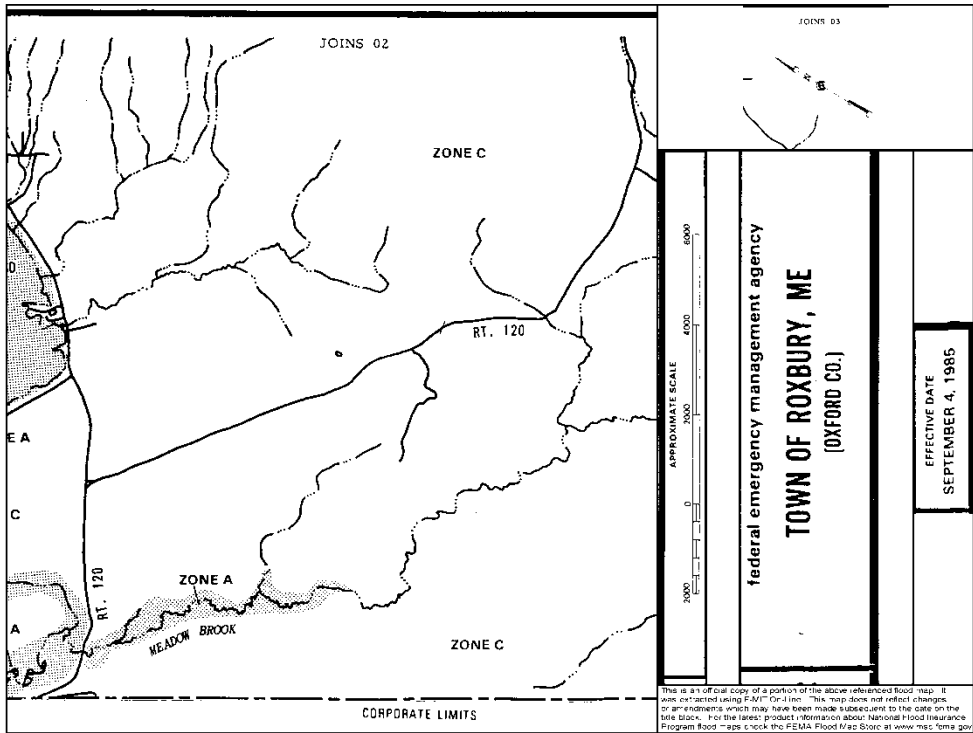 JOINS 02
JOINS 03
ZONE C
RT. 120
E A
C
A
RT. 120
ZONE A
MEADOW BROOK
ZONE C
CORPORATE LIMITS
APPROXIMATE SCALE
2000 0 2000 4000 6000
federal emergency management agency
TOWN OF ROXBURY, ME
(OXFORD CO.)
EFFECTIVE DATE
SEPTEMBER 4, 1985
This is an official copy of a portion of the above referenced flood map. It
was extracted using F-MIT On-Line. This map does not reflect changes
or amendments which may have been made subsequent to the date on the
title block. For the latest product information about National Flood Insurance
Program flood maps check the FEMA Flood Map Store at www.msc.fema.gov